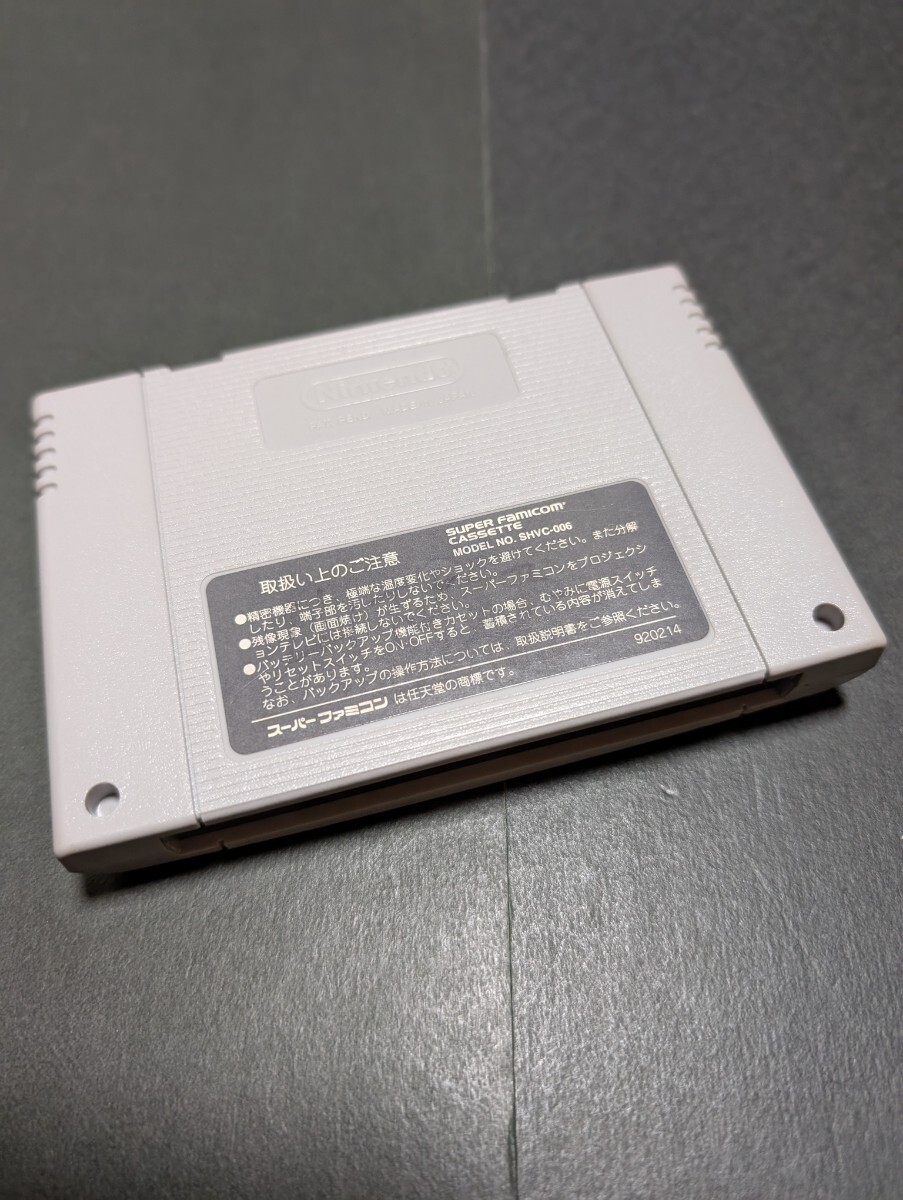 Nintendo
取扱い上のご注意
SUPER FAMICOM
CASSETTE
MODEL NO. SHVC-006
●精密機器につき、極端な温度変化やショックを避けてください。また分解
したり、端子部を汚したりしないでください。
●残像現象(画面焼け)が生ずるため、スーパーファミコンをプロジェクシ
ョンテレビには接続しないでください。
●バッテリーバックアップ機能付きカセットの場合、むやみに電源スイッチ
やリセットスイッチをON・OFFすると、蓄積されている内容が消えてしま
うことがあります。
なお、バックアップの操作方法については、取扱説明書をご参照ください。
920214
スーパーファミコンは任天堂の商標です。